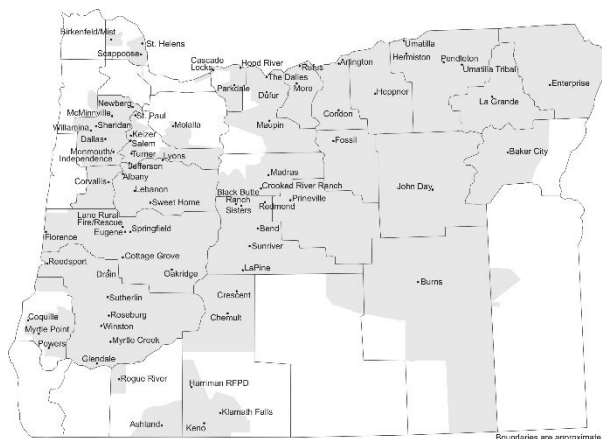 Birkenfeld/Mist
St. Helens
Scappoose
Cascade
Locks
Hood River
The Dalles
Rufus
Moro
Arlington
Umatilla
Hermiston
Pendleton
Umatilla Tribal
Enterprise
La Grande
Parkdale
Dufur
Maupin
Condon
Heppner
Fossil
Baker City
Newberg
McMinnville
St. Paul
Sheridan
Willamina
Keizer
Dallas
Salem
Molalla
Monmouth/
Independence
Turner
Lyons
Jefferson
Albany
Corvallis
Lebanon
Sweet Home
Madras
Crooked River Ranch
Black Butte
Ranch
Sisters
Redmond
Prineville
John Day
Land Rural
Fire/Rescue
Eugene
Springfield
Florence
Bend
Sunriver
Reedsport
Cottage Grove
Drain
Oakridge
LaPine
Burns
Sutherlin
Crescent
Coquille
Roseburg
Chemult
Myrtle Point
Winston
Powers
Myrtle Creek
Glendale
Rogue River
Harriman RFPD
Ashland
Klamath Falls
Keno
Boundaries are approximate